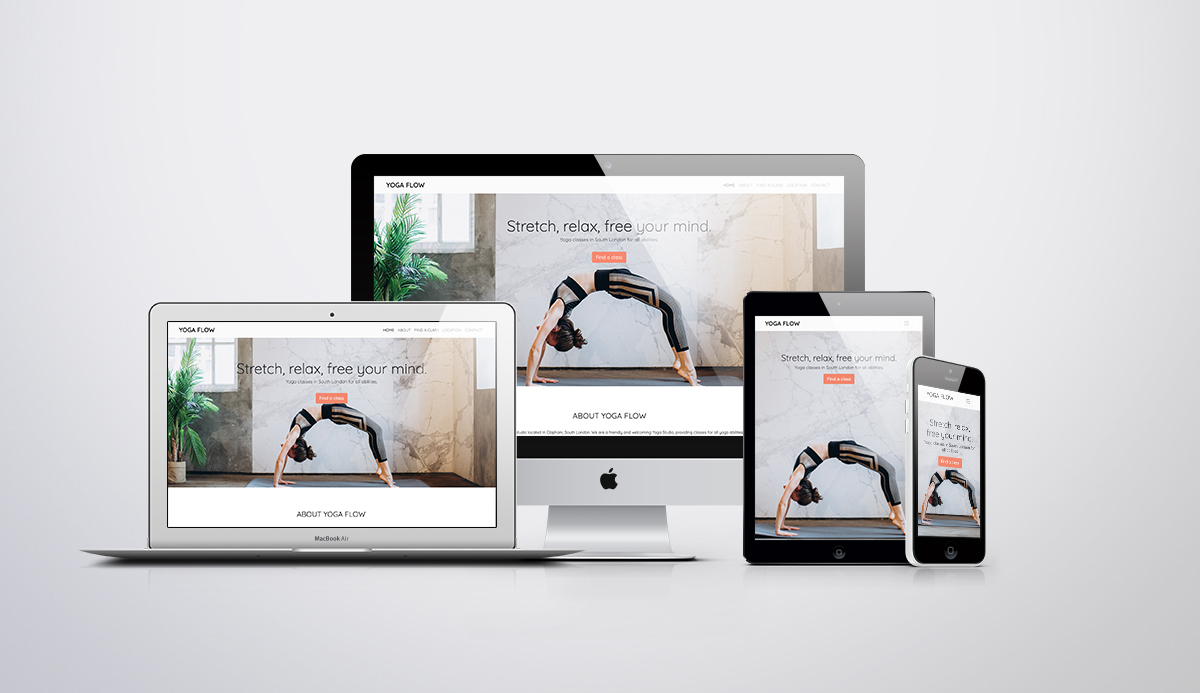 YOGA FLOW
HOME ABOUT FIND A CLASS LOCATION CONTACT
Stretch, relax, free your mind.
Yoga classes in South London for all abilities.
Find a class
ABOUT YOGA FLOW
studio located in Clapham, South London. We are a friendly and welcoming Yoga Studio, providing classes for all yoga abilities
YOGA FLOW
HOME ABOUT FIND A CLASS LOCATION CONTACT
Stretch, relax, free your mind.
Yoga classes in South London for all abilities.
Find a class
ABOUT YOGA FLOW
MacBook Air
YOGA FLOW
Stretch, relax, free your mind.
Yoga classes in South London for all abilities.
Find a class
YOGA FLOW
Stretch, relax,
free your mind.
Yoga classes in South London for
all abilities.
Find a class